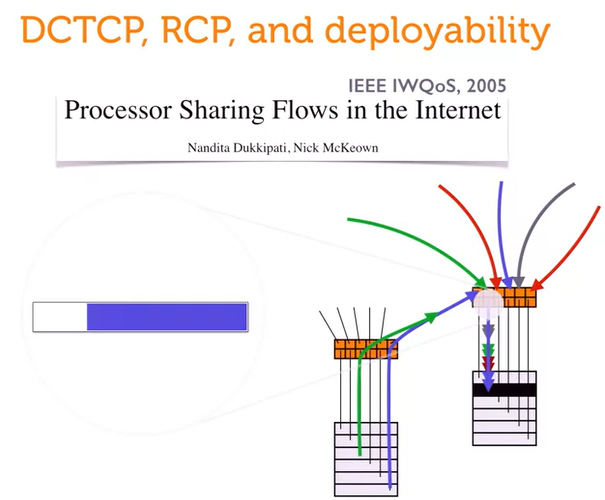 DCTCP, RCP, and deployability
IEEE IWQoS, 2005
Processor Sharing Flows in the Internet
Nandita Dukkipati, Nick McKeown